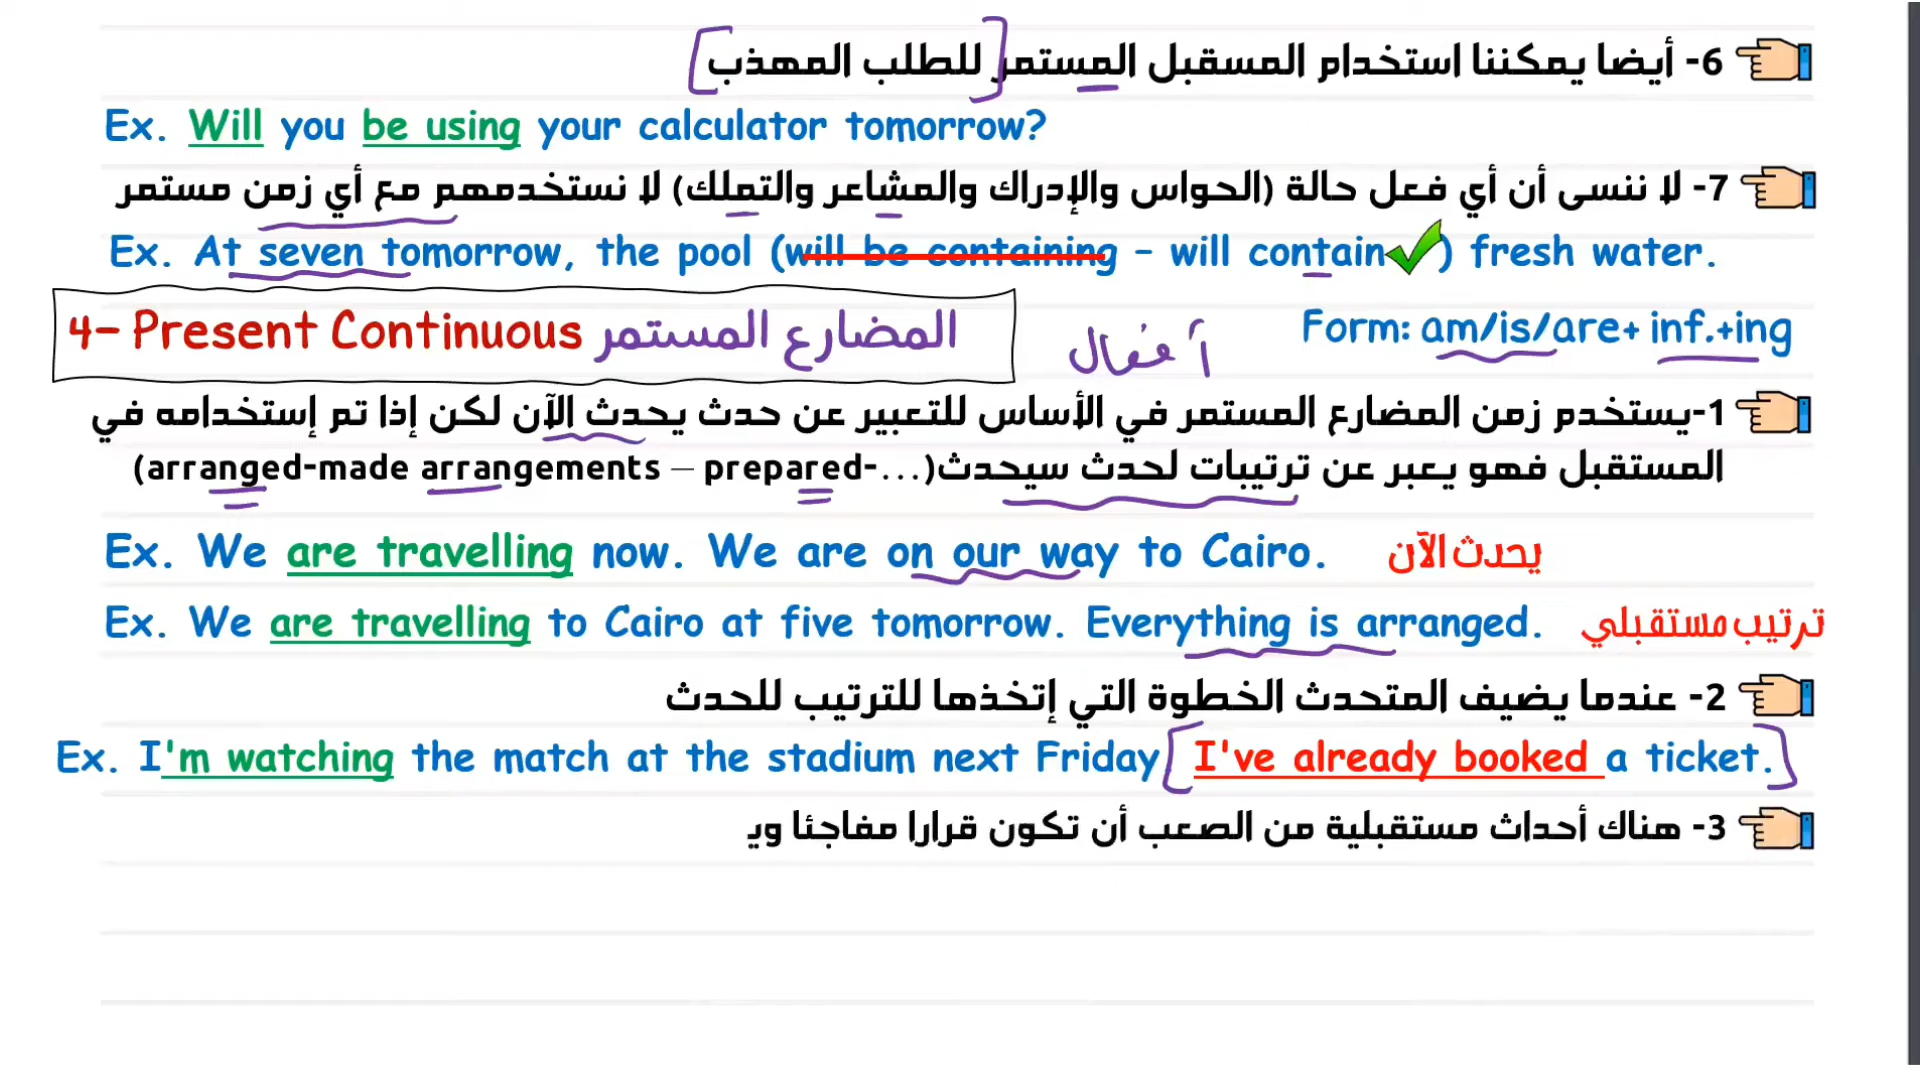 6- أيضا يمكننا استخدام المسقبل المستمر للطلب المهذب
Ex. Will you be using your calculator tomorrow?
7- لا ننسى أن أي فعل حالة (الحواس والإدراك والمشاعر والتملك) لا نستخدمهم مع أي زمن مستمر
Ex. At seven tomorrow, the pool (will be containing – will contain) fresh water.
4- Present Continuous المضارع المستمر
Form: am/is/are+ inf.+ing
1-يستخدم زمن المضارع المستمر في الأساس للتعبير عن حدث يحدث الآن لكن إذا تم إستخدامه في
المستقبل فهو يعبر عن ترتيبات لحدث سيحدث(arranged-made arrangements – prepared-...)
Ex. We are travelling now. We are on our way to Cairo. يحدث الآن
Ex. We are travelling to Cairo at five tomorrow. Everything is arranged. ترتيب مستقبلي
2- عندما يضيف المتحدث الخطوة التي إتخذها للترتيب للحدث
Ex. I'm watching the match at the stadium next Friday I've already booked a ticket.
3- هناك أحداث مستقبلية من الصعب أن تكون قرارا مفاجئا وي